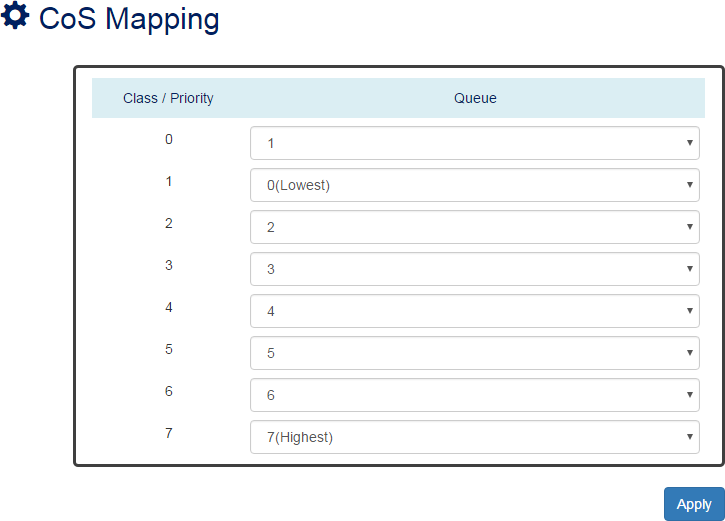 CoS Mapping
Class / Priority Queue
0 1
1 0(Lowest)
2 2
3 3
4 4
5 5
6 6
7 7(Highest)
Apply